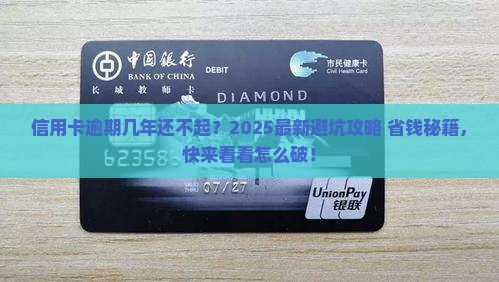 中国银行
BANK OF CHINA
DEBIT
市民健康卡
Civil Health Card
长城教师卡
DIAMOND
信用卡逾期几年还不起？2025最新避坑攻略 省钱秘籍，
快来看看怎么破！
623586
VALID THRU
07/27
UnionPay
银联